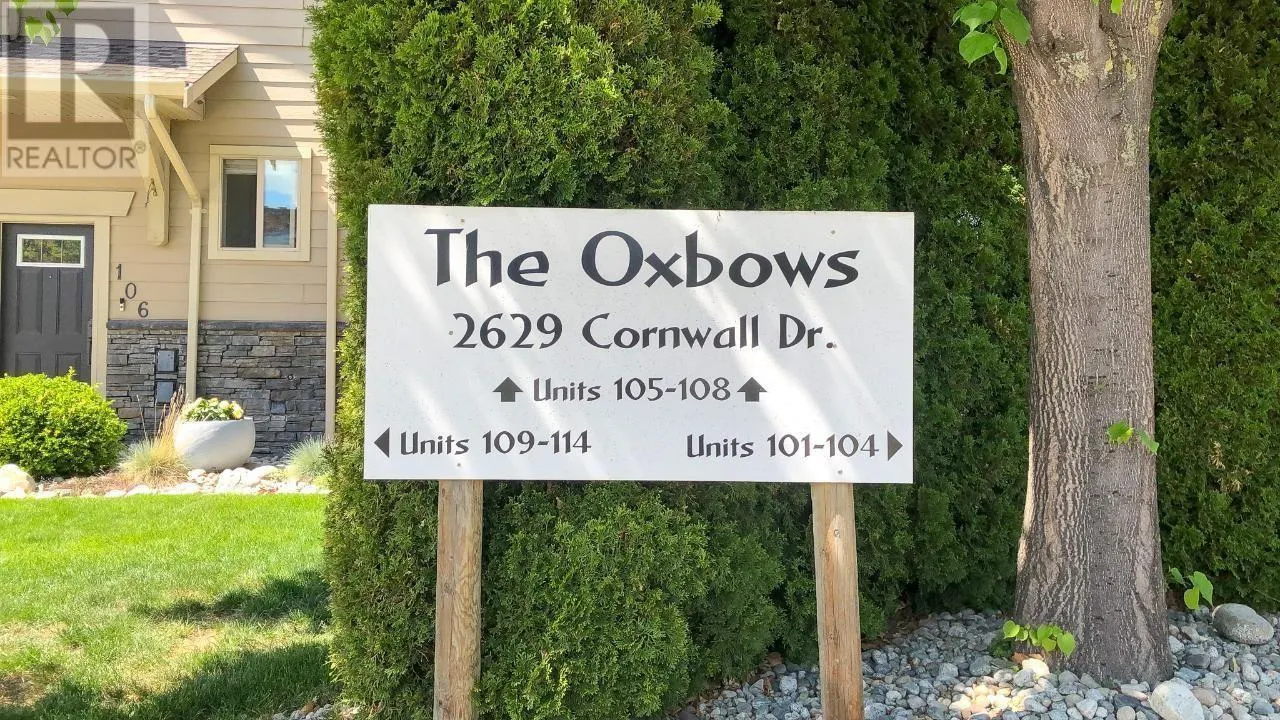 R
REALTOR®
106
The Oxbows
2629 Cornwall Dr.
Units 105-108
Units 109-114 Units 101-104